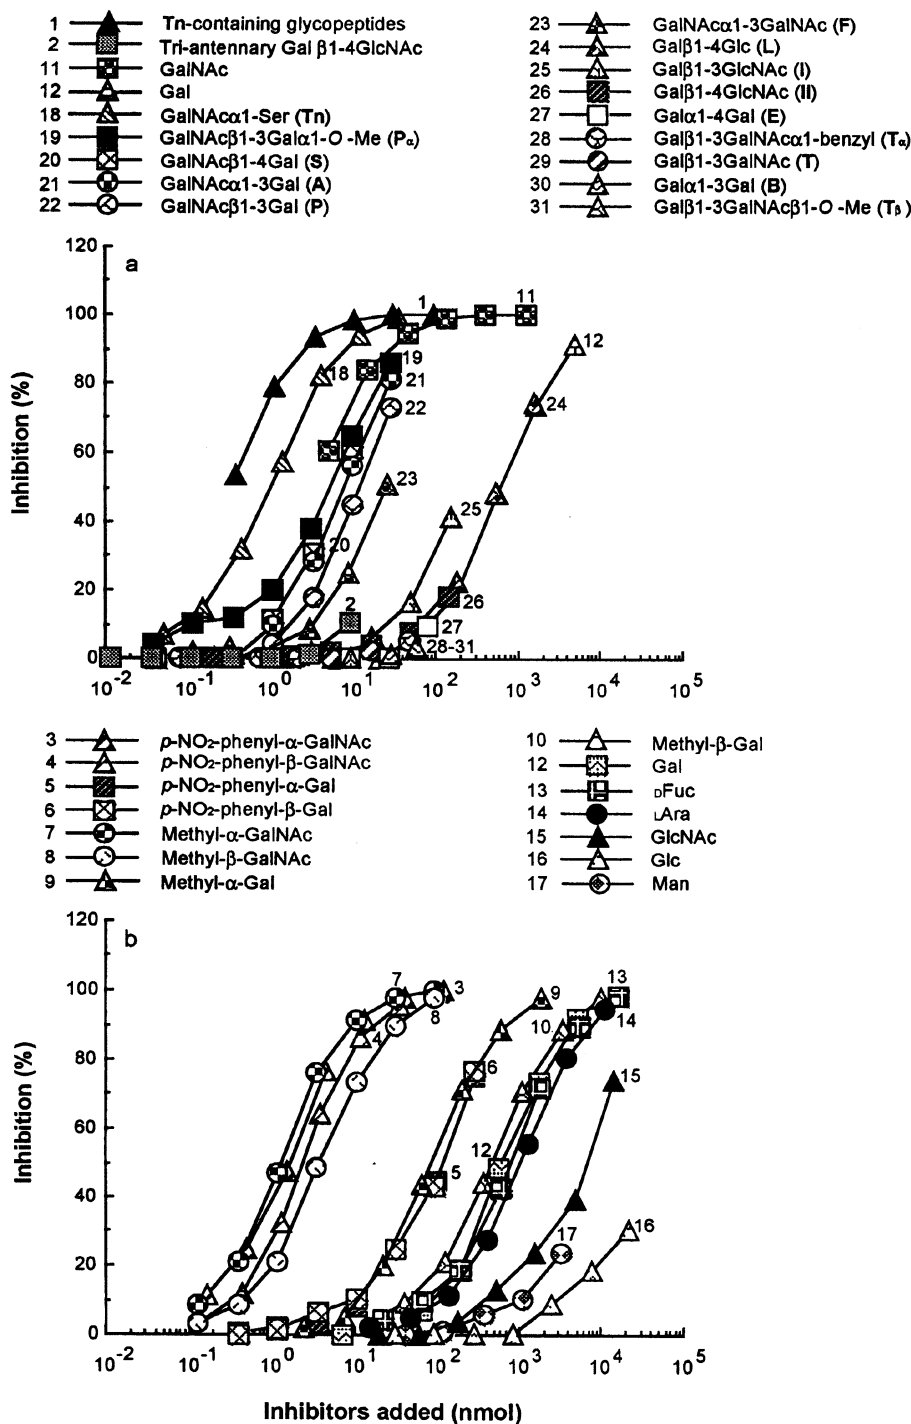 1 Tn-containing glycopeptides
2 Tri-antennary Gal β1-4GlcNAc
11 GalNAc
12 Gal
18 GalNAcα1-Ser (Tn)
19 GalNAcβ1-3Galα1-O -Me (Pα)
20 GalNAcβ1-4Gal (S)
21 GalNAcα1-3Gal (A)
22 GalNAcβ1-3Gal (P)
23 GalNAcα1-3GalNAc (F)
24 Galβ1-4Glc (L)
25 Galβ1-3GlcNAc (I)
26 Galβ1-4GlcNAc (II)
27 Galα1-4Gal (E)
28 Galβ1-3GalNAcα1-benzyl (Tα)
29 Galβ1-3GalNAc (T)
30 Galα1-3Gal (B)
31 Galβ1-3GalNAcβ1-O -Me (Tβ)
a
Inhibition (%)
120
100
80
60
40
20
0
1
11
12
18
19
21
22
24
23
25
20
2
26
27
28-31
10⁻² 10⁻¹ 10⁰ 10¹ 10² 10³ 10⁴ 10⁵
3 p-NO₂-phenyl-α-GalNAc
4 p-NO₂-phenyl-β-GalNAc
5 p-NO₂-phenyl-α-Gal
6 p-NO₂-phenyl-β-Gal
7 Methyl-α-GalNAc
8 Methyl-β-GalNAc
9 Methyl-α-Gal
10 Methyl-β-Gal
12 Gal
13 DFuc
14 LAra
15 GlcNAc
16 Glc
17 Man
b
Inhibition (%)
120
100
80
60
40
20
0
7
3
8
4
9
13
10
14
6
15
12
5
17
16
10⁻² 10⁻¹ 10⁰ 10¹ 10² 10³ 10⁴ 10⁵
Inhibitors added (nmol)